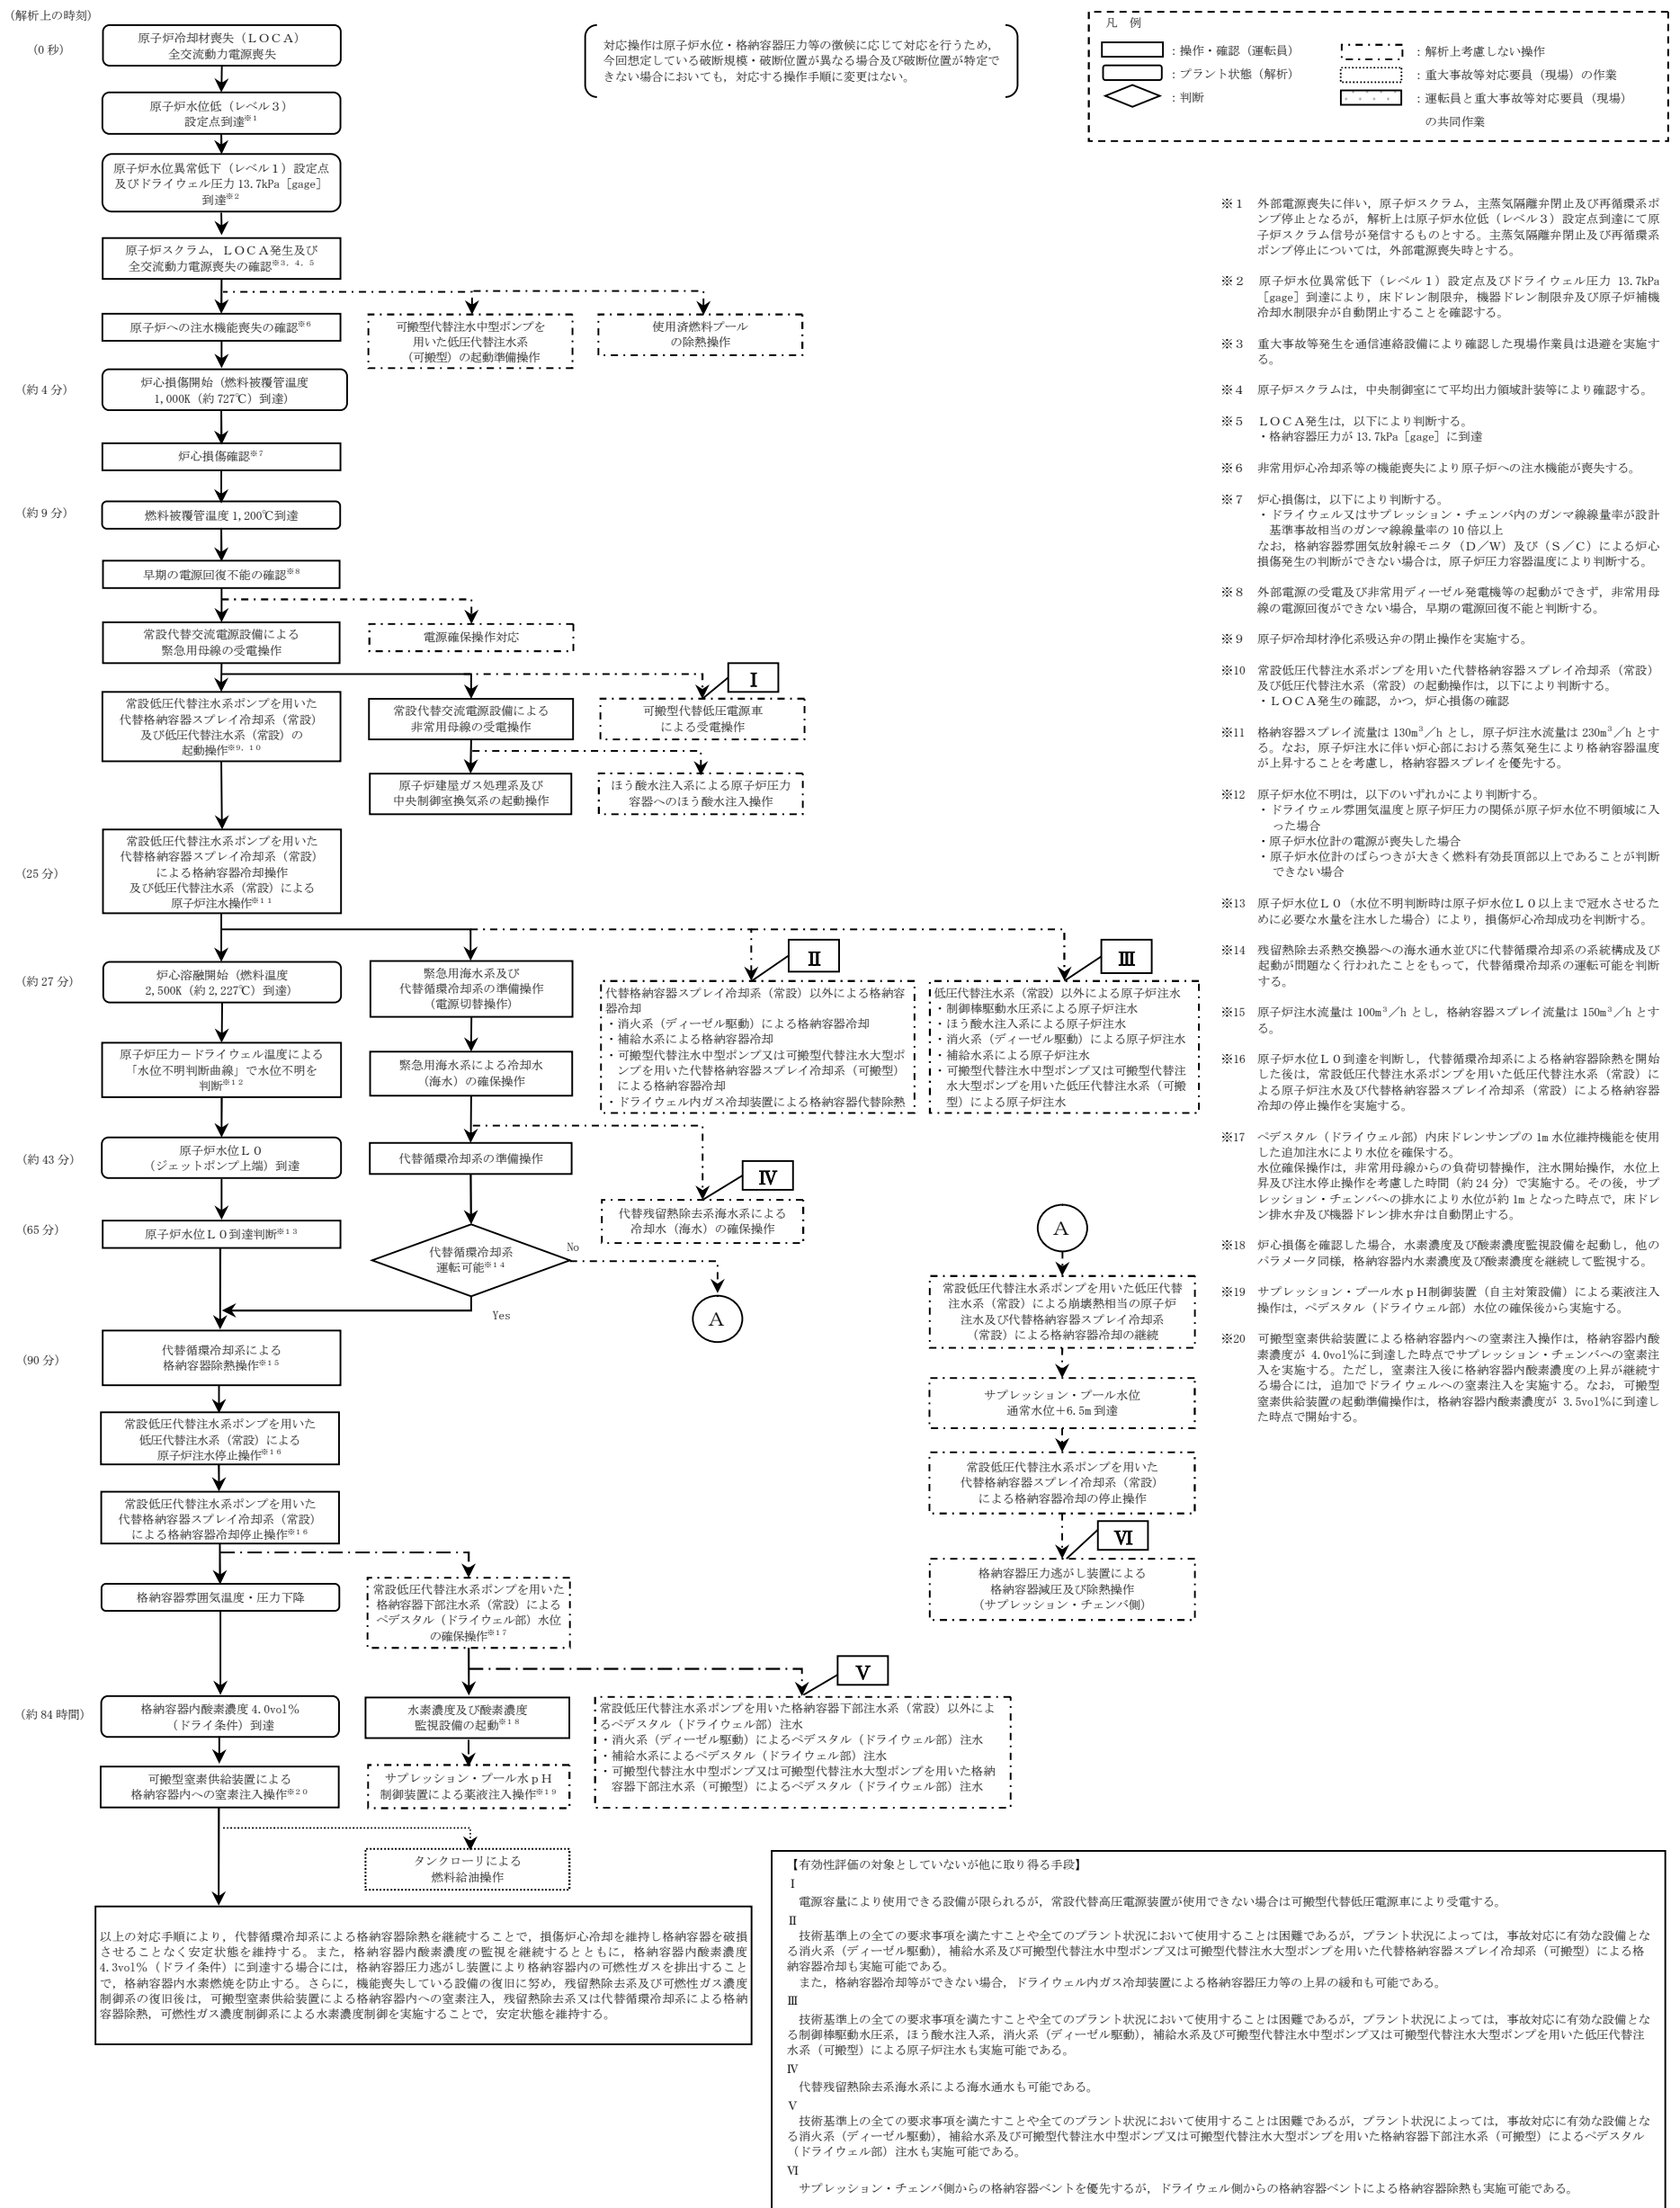 (解析上の時刻)
(0 秒)
原子炉冷却材喪失（ＬＯＣＡ）
全交流動力電源喪失
原子炉水位低（レベル３）
設定点到達※1
原子炉水位異常低下（レベル１）設定点
及びドライウェル圧力 13.7kPa［gage］
到達※2
原子炉スクラム，ＬＯＣＡ発生及び
全交流動力電源喪失の確認※3，4，5
原子炉への注水機能喪失の確認※6
可搬型代替注水中型ポンプを
用いた低圧代替注水系
（可搬型）の起動準備操作
使用済燃料プール
の除熱操作
(約 4 分)
炉心損傷開始（燃料被覆管温度
1,000K（約 727℃）到達）
炉心損傷確認※7
(約 9 分)
燃料被覆管温度 1,200℃到達
早期の電源回復不能の確認※8
常設代替交流電源設備による
緊急用母線の受電操作
電源確保操作対応
常設低圧代替注水系ポンプを用いた
代替格納容器スプレイ冷却系（常設）
及び低圧代替注水系（常設）の
起動操作※9，10
常設代替交流電源設備による
非常用母線の受電操作
Ⅰ
可搬型代替低圧電源車
による受電操作
原子炉建屋ガス処理系及び
中央制御室換気系の起動操作
ほう酸水注入系による原子炉圧力
容器へのほう酸水注入操作
(25 分)
常設低圧代替注水系ポンプを用いた
代替格納容器スプレイ冷却系（常設）
による格納容器冷却操作
及び低圧代替注水系（常設）による
原子炉注水操作※11
(約 27 分)
炉心溶融開始（燃料温度
2,500K（約 2,227℃）到達）
緊急用海水系及び
代替循環冷却系の準備操作
（電源切替操作）
Ⅱ
代替格納容器スプレイ冷却系（常設）以外による格納容
器冷却
・消火系（ディーゼル駆動）による格納容器冷却
・補給水系による格納容器冷却
・可搬型代替注水中型ポンプ又は可搬型代替注水大型ポ
ンプを用いた代替格納容器スプレイ冷却系（可搬型）
による格納容器冷却
・ドライウェル内ガス冷却装置による格納容器代替除熱
Ⅲ
低圧代替注水系（常設）以外による原子炉注水
・制御棒駆動水圧系による原子炉注水
・ほう酸水注入系による原子炉注水
・消火系（ディーゼル駆動）による原子炉注水
・補給水系による原子炉注水
・可搬型代替注水中型ポンプ又は可搬型代替注
水大型ポンプを用いた低圧代替注水系（可搬
型）による原子炉注水
原子炉圧力－ドライウェル温度による
「水位不明判断曲線」で水位不明を
判断※12
緊急用海水系による冷却水
（海水）の確保操作
(約 43 分)
原子炉水位Ｌ０
（ジェットポンプ上端）到達
代替循環冷却系の準備操作
Ⅳ
代替残留熱除去系海水系による
冷却水（海水）の確保操作
(65 分)
原子炉水位Ｌ０到達判断※13
代替循環冷却系
運転可能※14
No
Yes
Ａ
(90 分)
代替循環冷却系による
格納容器除熱操作※15
常設低圧代替注水系ポンプを用いた
低圧代替注水系（常設）による
原子炉注水停止操作※16
常設低圧代替注水系ポンプを用いた
代替格納容器スプレイ冷却系（常設）
による格納容器冷却停止操作※16
格納容器雰囲気温度・圧力下降
常設低圧代替注水系ポンプを用いた
格納容器下部注水系（常設）による
ペデスタル（ドライウェル部）水位
の確保操作※17
(約 84 時間)
格納容器内酸素濃度 4.0vol％
（ドライ条件）到達
水素濃度及び酸素濃度
監視設備の起動※18
Ⅴ
常設低圧代替注水系ポンプを用いた格納容器下部注水系（常設）以外によ
るペデスタル（ドライウェル部）注水
・消火系（ディーゼル駆動）によるペデスタル（ドライウェル部）注水
・補給水系によるペデスタル（ドライウェル部）注水
・可搬型代替注水中型ポンプ又は可搬型代替注水大型ポンプを用いた格納
容器下部注水系（可搬型）によるペデスタル（ドライウェル部）注水
可搬型窒素供給装置による
格納容器内への窒素注入操作※20
サプレッション・プール水ｐＨ
制御装置による薬液注入操作※19
タンクローリによる
燃料給油操作
以上の対応手順により，代替循環冷却系による格納容器除熱を継続することで，損傷炉心冷却を維持し格納容器を破損
させることなく安定状態を維持する。また，格納容器内酸素濃度の監視を継続するとともに，格納容器内酸素濃度
4.3vol％（ドライ条件）に到達する場合には，格納容器圧力逃がし装置により格納容器内の可燃性ガスを排出すること
で，格納容器内水素燃焼を防止する。さらに，機能喪失している設備の復旧に努め，残留熱除去系及び可燃性ガス濃度
制御系の復旧後は，可搬型窒素供給装置による格納容器内への窒素注入，残留熱除去系又は代替循環冷却系による格納
容器除熱，可燃性ガス濃度制御系による水素濃度制御を実施することで，安定状態を維持する。
対応操作は原子炉水位・格納容器圧力等の徴候に応じて対応を行うため，
今回想定している破断規模・破断位置が異なる場合及び破断位置が特定で
きない場合においても，対応する操作手順に変更はない。
Ａ
常設低圧代替注水系ポンプを用いた低圧代替
注水系（常設）による崩壊熱相当の原子炉
注水及び代替格納容器スプレイ冷却系
（常設）による格納容器冷却の継続
サプレッション・プール水位
通常水位＋6.5m 到達
常設低圧代替注水系ポンプを用いた
代替格納容器スプレイ冷却系（常設）
による格納容器冷却の停止操作
Ⅵ
格納容器圧力逃がし装置による
格納容器減圧及び除熱操作
（サプレッション・チェンバ側）
凡　例
：操作・確認（運転員）
：プラント状態（解析）
：判断
：解析上考慮しない操作
：重大事故等対応要員（現場）の作業
：運転員と重大事故等対応要員（現場）
の共同作業
※１　外部電源喪失に伴い，原子炉スクラム，主蒸気隔離弁閉止及び再循環系ポ
ンプ停止となるが，解析上は原子炉水位低（レベル３）設定点到達にて原
子炉スクラム信号が発信するものとする。主蒸気隔離弁閉止及び再循環系
ポンプ停止については，外部電源喪失時とする。
※２　原子炉水位異常低下（レベル１）設定点及びドライウェル圧力 13.7kPa
［gage］到達により，床ドレン制限弁，機器ドレン制限弁及び原子炉補機
冷却水制限弁が自動閉止することを確認する。
※３　重大事故等発生を通信連絡設備により確認した現場作業員は退避を実施す
る。
※４　原子炉スクラムは，中央制御室にて平均出力領域計装等により確認する。
※５　ＬＯＣＡ発生は，以下により判断する。
・格納容器圧力が 13.7kPa［gage］に到達
※６　非常用炉心冷却系等の機能喪失により原子炉への注水機能が喪失する。
※７　炉心損傷は，以下により判断する。
・ドライウェル又はサプレッション・チェンバ内のガンマ線線量率が設計
基準事故相当のガンマ線線量率の 10 倍以上
なお，格納容器雰囲気放射線モニタ（Ｄ／Ｗ）及び（Ｓ／Ｃ）による炉心
損傷発生の判断ができない場合は，原子炉圧力容器温度により判断する。
※８　外部電源の受電及び非常用ディーゼル発電機等の起動ができず，非常用母
線の電源回復ができない場合，早期の電源回復不能と判断する。
※９　原子炉冷却材浄化系吸込弁の閉止操作を実施する。
※10　常設低圧代替注水系ポンプを用いた代替格納容器スプレイ冷却系（常設）
及び低圧代替注水系（常設）の起動操作は，以下により判断する。
・ＬＯＣＡ発生の確認，かつ，炉心損傷の確認
※11　格納容器スプレイ流量は 130m³／h とし，原子炉注水流量は 230m³／h とす
る。なお，原子炉注水に伴い炉心部における蒸気発生により格納容器温度
が上昇することを考慮し，格納容器スプレイを優先する。
※12　原子炉水位不明は，以下のいずれかにより判断する。
・ドライウェル雰囲気温度と原子炉圧力の関係が原子炉水位不明領域に入
った場合
・原子炉水位計の電源が喪失した場合
・原子炉水位計のばらつきが大きく燃料有効長頂部以上であることが判断
できない場合
※13　原子炉水位Ｌ０（水位不明判断時は原子炉水位Ｌ０以上まで冠水させるた
めに必要な水量を注水した場合）により，損傷炉心冷却成功を判断する。
※14　残留熱除去系熱交換器への海水通水並びに代替循環冷却系の系統構成及び
起動が問題なく行われたことをもって，代替循環冷却系の運転可能を判断
する。
※15　原子炉注水流量は 100m³／h とし，格納容器スプレイ流量は 150m³／h とす
る。
※16　原子炉水位Ｌ０到達を判断し，代替循環冷却系による格納容器除熱を開始
した後は，常設低圧代替注水系ポンプを用いた低圧代替注水系（常設）に
よる原子炉注水及び代替格納容器スプレイ冷却系（常設）による格納容器
冷却の停止操作を実施する。
※17　ペデスタル（ドライウェル部）内床ドレンサンプの 1m 水位維持機能を使用
した追加注水により水位を確保する。
水位確保操作は，非常用母線からの負荷切替操作，注水開始操作，水位上
昇及び注水停止操作を考慮した時間（約 24 分）で実施する。その後，サプ
レッション・チェンバへの排水により水位が約 1m となった時点で，床ドレ
ン排水弁及び機器ドレン排水弁は自動閉止する。
※18　炉心損傷を確認した場合，水素濃度及び酸素濃度監視設備を起動し，他の
パラメータ同様，格納容器内水素濃度及び酸素濃度を継続して監視する。
※19　サプレッション・プール水ｐＨ制御装置（自主対策設備）による薬液注入
操作は，ペデスタル（ドライウェル部）水位の確保後から実施する。
※20　可搬型窒素供給装置による格納容器内への窒素注入操作は，格納容器内酸
素濃度が 4.0vol％に到達した時点でサプレッション・チェンバへの窒素注
入を実施する。ただし，窒素注入後に格納容器内酸素濃度の上昇が継続す
る場合には，追加でドライウェルへの窒素注入を実施する。なお，可搬型
窒素供給装置の起動準備操作は，格納容器内酸素濃度が 3.5vol％に到達し
た時点で開始する。
【有効性評価の対象としていないが他に取り得る手段】
Ⅰ
電源容量により使用できる設備が限られるが，常設代替高圧電源装置が使用できない場合は可搬型代替低圧電源車により受電する。
Ⅱ
技術基準上の全ての要求事項を満たすことや全てのプラント状況において使用することは困難であるが，プラント状況によっては，事故対応に有効な設備とな
る消火系（ディーゼル駆動），補給水系及び可搬型代替注水中型ポンプ又は可搬型代替注水大型ポンプを用いた代替格納容器スプレイ冷却系（可搬型）による格
納容器冷却も実施可能である。
また，格納容器冷却等ができない場合，ドライウェル内ガス冷却装置による格納容器圧力等の上昇の緩和も可能である。
Ⅲ
技術基準上の全ての要求事項を満たすことや全てのプラント状況において使用することは困難であるが，プラント状況によっては，事故対応に有効な設備とな
る制御棒駆動水圧系，ほう酸水注入系，消火系（ディーゼル駆動），補給水系及び可搬型代替注水中型ポンプ又は可搬型代替注水大型ポンプを用いた低圧代替注
水系（可搬型）による原子炉注水も実施可能である。
Ⅳ
代替残留熱除去系海水系による海水通水も可能である。
Ⅴ
技術基準上の全ての要求事項を満たすことや全てのプラント状況において使用することは困難であるが，プラント状況によっては，事故対応に有効な設備とな
る消火系（ディーゼル駆動），補給水系及び可搬型代替注水中型ポンプ又は可搬型代替注水大型ポンプを用いた格納容器下部注水系（可搬型）によるペデスタル
（ドライウェル部）注水も実施可能である。
Ⅵ
サプレッション・チェンバ側からの格納容器ベントを優先するが，ドライウェル側からの格納容器ベントによる格納容器除熱も実施可能である。